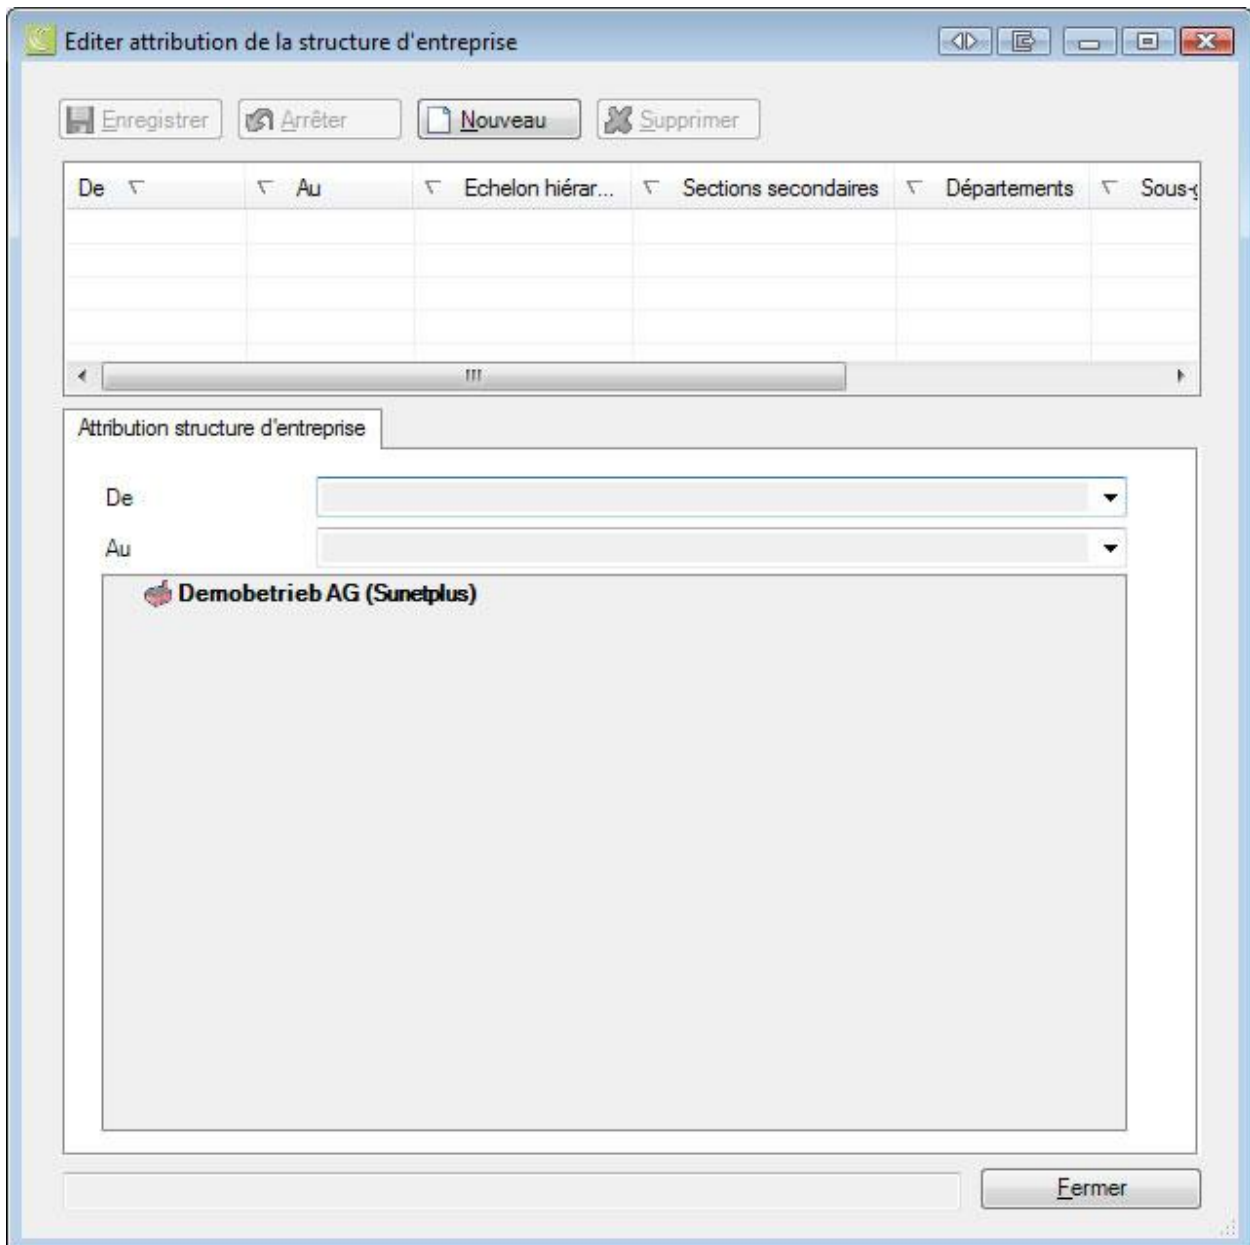 Editer attribution de la structure d'entreprise
Enregistrer Arrêter Nouveau Supprimer
De Au Echelon hiérar... Sections secondaires Départements Sous-g
Attribution structure d'entreprise
De
Au
Demobetrieb AG (Sunetplus)
Fermer